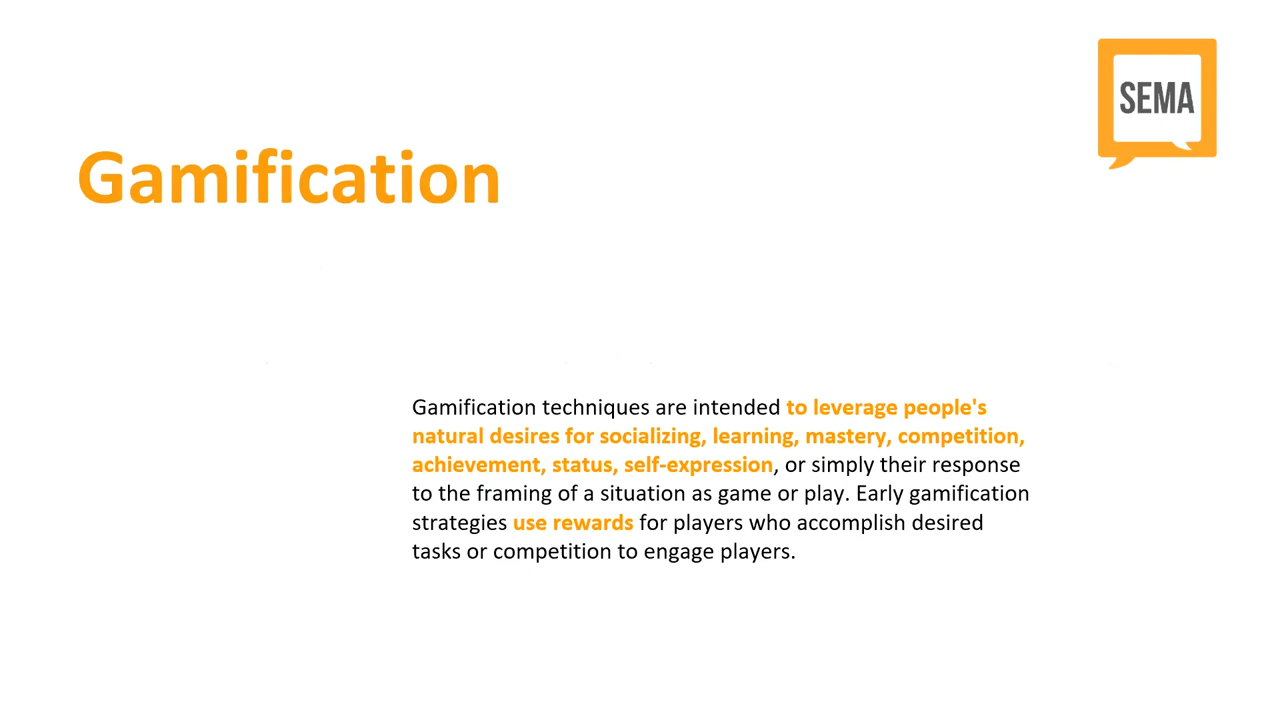 SEMA
Gamification
Gamification techniques are intended to leverage people's
natural desires for socializing, learning, mastery, competition,
achievement, status, self-expression, or simply their response
to the framing of a situation as game or play. Early gamification
strategies use rewards for players who accomplish desired
tasks or competition to engage players.